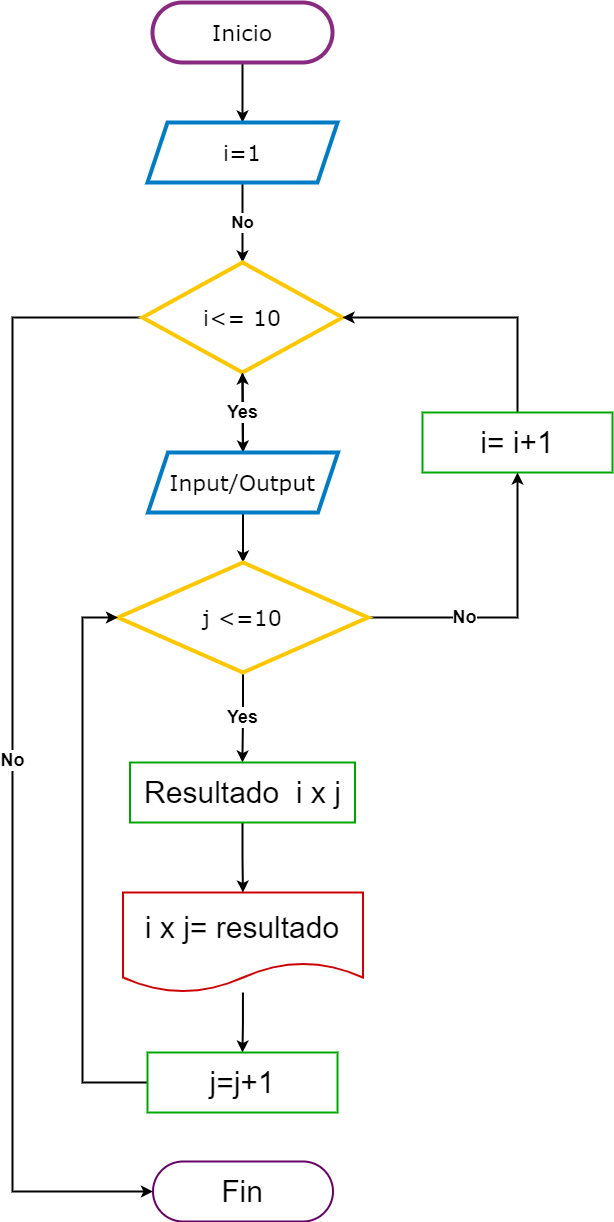 Inicio
i=1
No
i<= 10
Yes
i= i+1
Input/Output
j <=10
No
Yes
No
Resultado  i x j
i x j= resultado
j=j+1
Fin